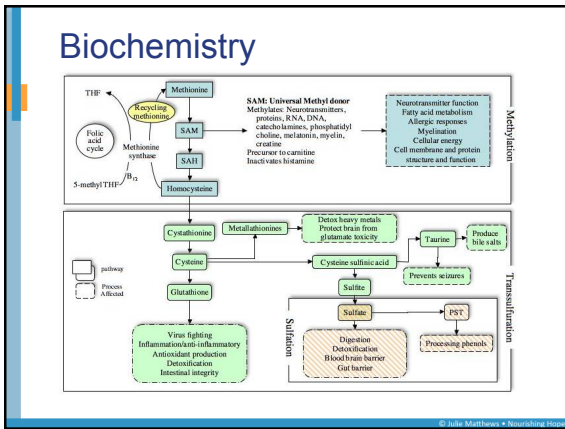 Biochemistry
THF
Methionine
Recycling
methionine
Folic
acid
cycle
Methionine
synthase
SAM
SAH
B12
5-methyl THF
Homocysteine
SAM: Universal Methyl donor
Methylates: Neurotransmitters,
proteins, RNA, DNA,
catecholamines, phosphatidyl
choline, melatonin, myelin,
creatine
Precursor to carnitine
Inactivates histamine
Neurotransmitter function
Fatty acid metabolism
Allergic responses
Myelination
Cellular energy
Cell membrane and protein
structure and function
Methylation
Cystathionine
Metallathionines
Detox heavy metals
Protect brain from
glutamate toxicity
Taurine
Produce
bile salts
Cysteine
Cysteine sulfinic acid
Prevents seizures
pathway
Process
Affected
Glutathione
Sulfite
Sulfate
PST
Virus fighting
Inflammation/anti-inflammatory
Antioxidant production
Detoxification
Intestinal integrity
Digestion
Detoxification
Blood brain barrier
Gut barrier
Processing phenols
Sulfation
Transsulfuration
© Julie Matthews • Nourishing Hope